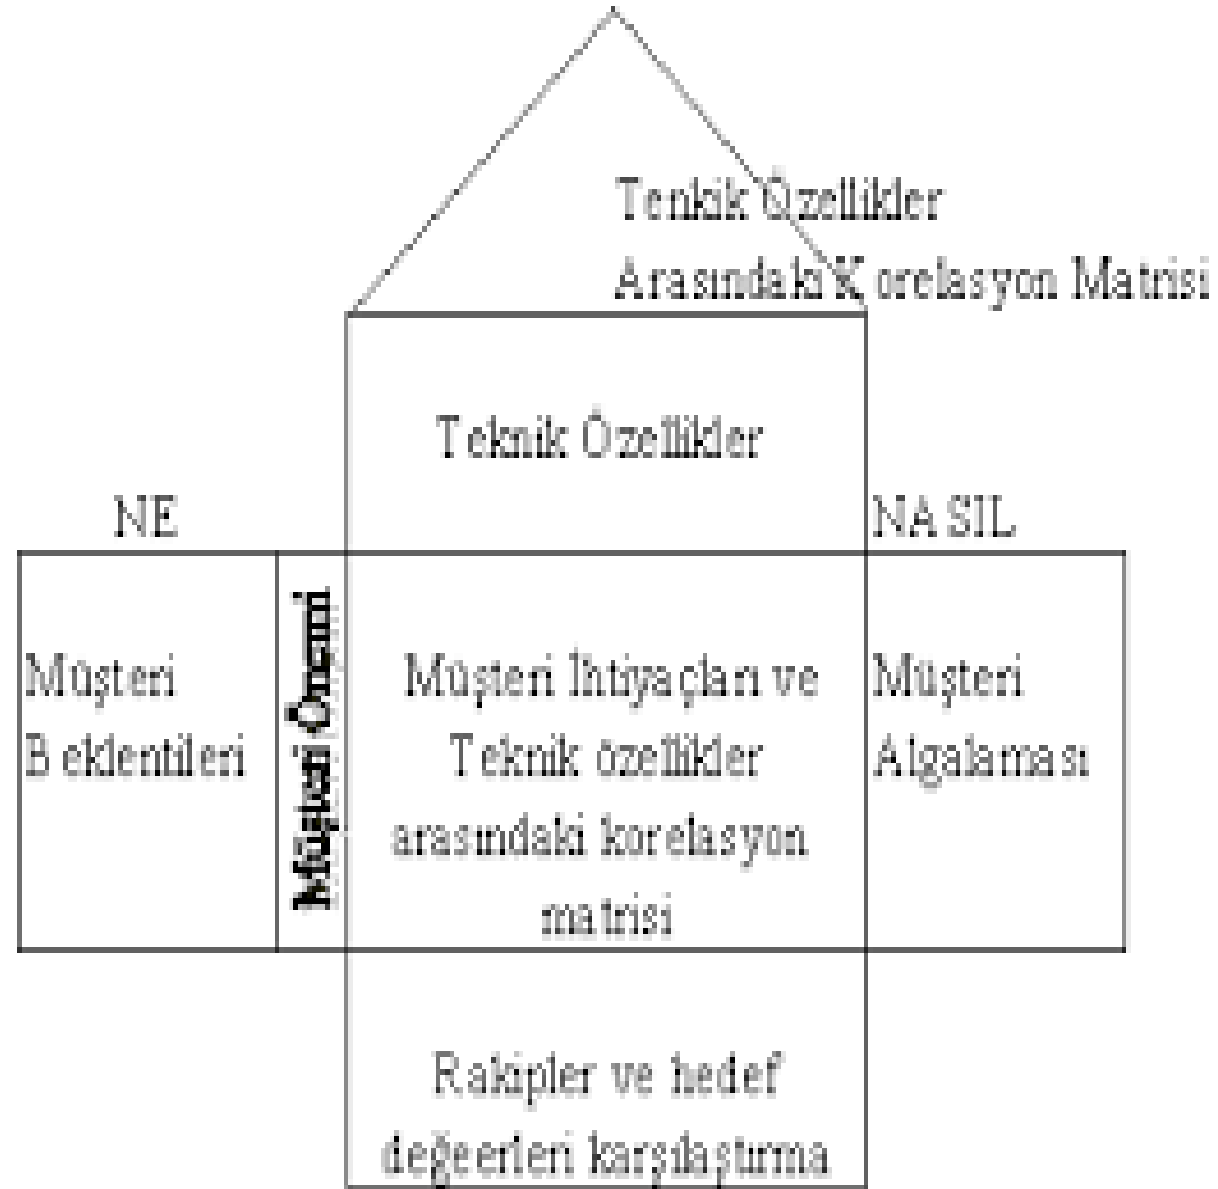 Tenkik Özellikler
Arasındaki Korelasyon Matrisi
Teknik Özellikler
NE
NASIL
Müşteri
Beklentileri
Müşteri Önemi
Müşteri İhtiyaçları ve
Teknik özellikler
arasındaki korelasyon
matrisi
Müşteri
Algalaması
Rakipler ve hedef
değeerleri karşılaştırma